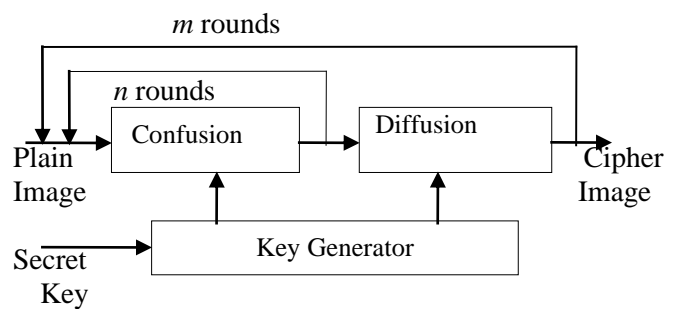 m rounds
n rounds
Confusion
Diffusion
Plain
Image
Cipher
Image
Key Generator
Secret
Key